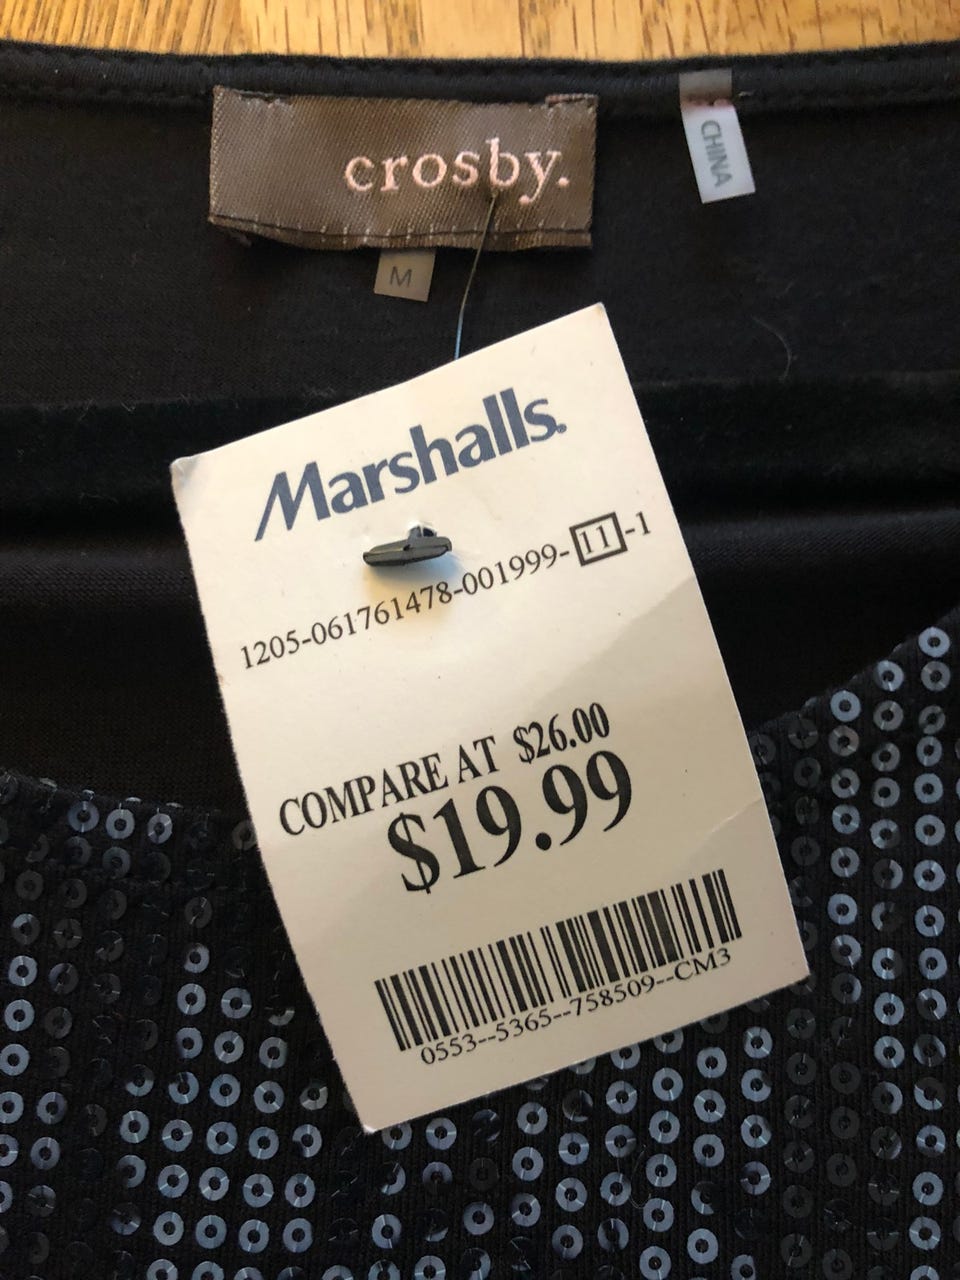 crosby.
CHINA
M
Marshalls.
1205-061761478-001999-11-1
COMPARE AT $26.00
$19.99
0553--5365--758509--CM3